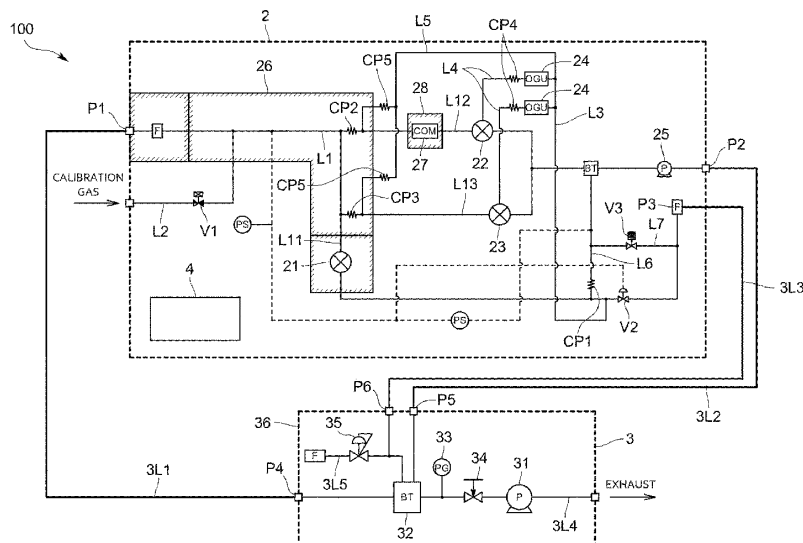 100
2
L5
CP4
24
26
CP5
L4
OGU
24
OGU
28
CP2
L12
COM
L3
25
P1
F
L1
27
22
BT
P
P2
CALIBRATION
GAS
CP5
CP3
L13
23
P3
F
V3
L7
L2
V1
PS
L11
21
L6
4
PS
CP1
V2
3L3
3L2
P6
P5
36
35
33
34
31
3
F
3L5
PG
3L1
P4
BT
P
EXHAUST
32
3L4